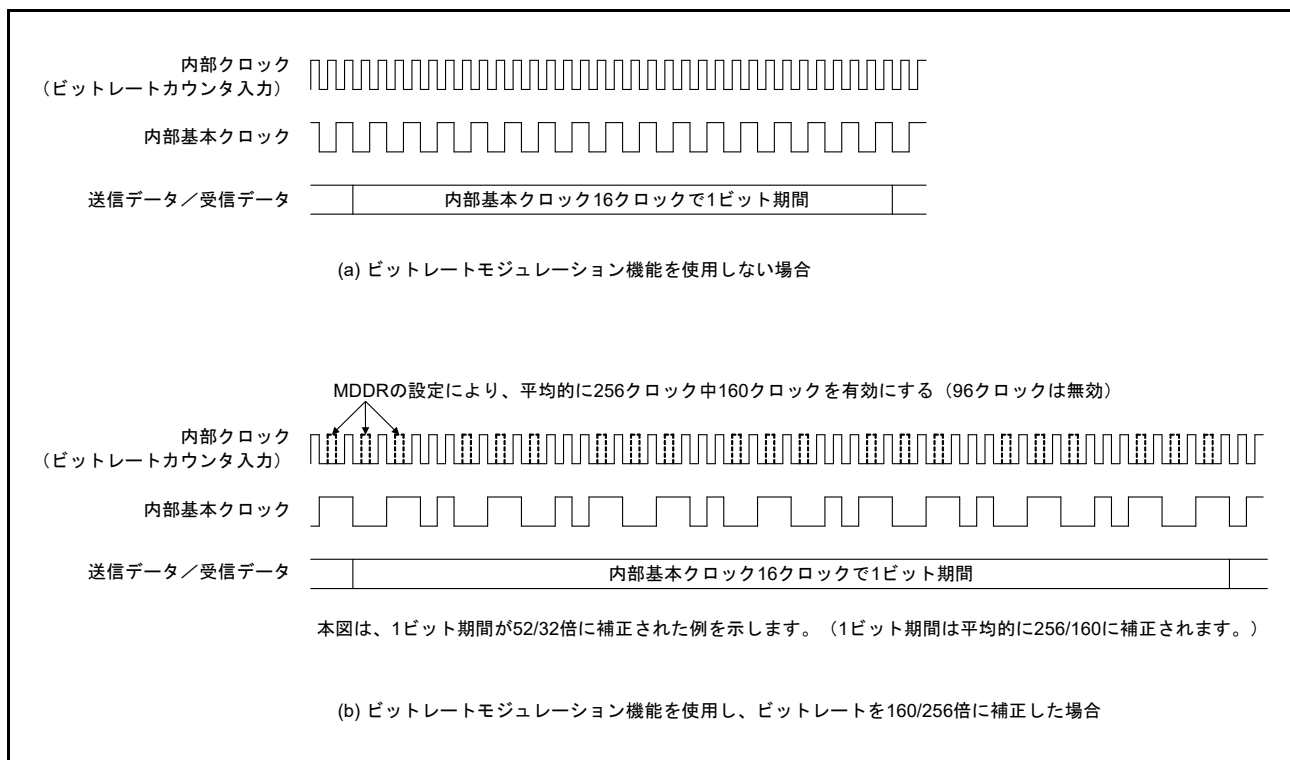 内部クロック
（ビットレートカウンタ入力）
内部基本クロック
送信データ／受信データ
内部基本クロック16クロックで1ビット期間
(a) ビットレートモジュレーション機能を使用しない場合
MDDRの設定により、平均的に256クロック中160クロックを有効にする（96クロックは無効）
内部クロック
（ビットレートカウンタ入力）
内部基本クロック
送信データ／受信データ
内部基本クロック16クロックで1ビット期間
本図は、1ビット期間が52/32倍に補正された例を示します。（1ビット期間は平均的に256/160に補正されます。）
(b) ビットレートモジュレーション機能を使用し、ビットレートを160/256倍に補正した場合